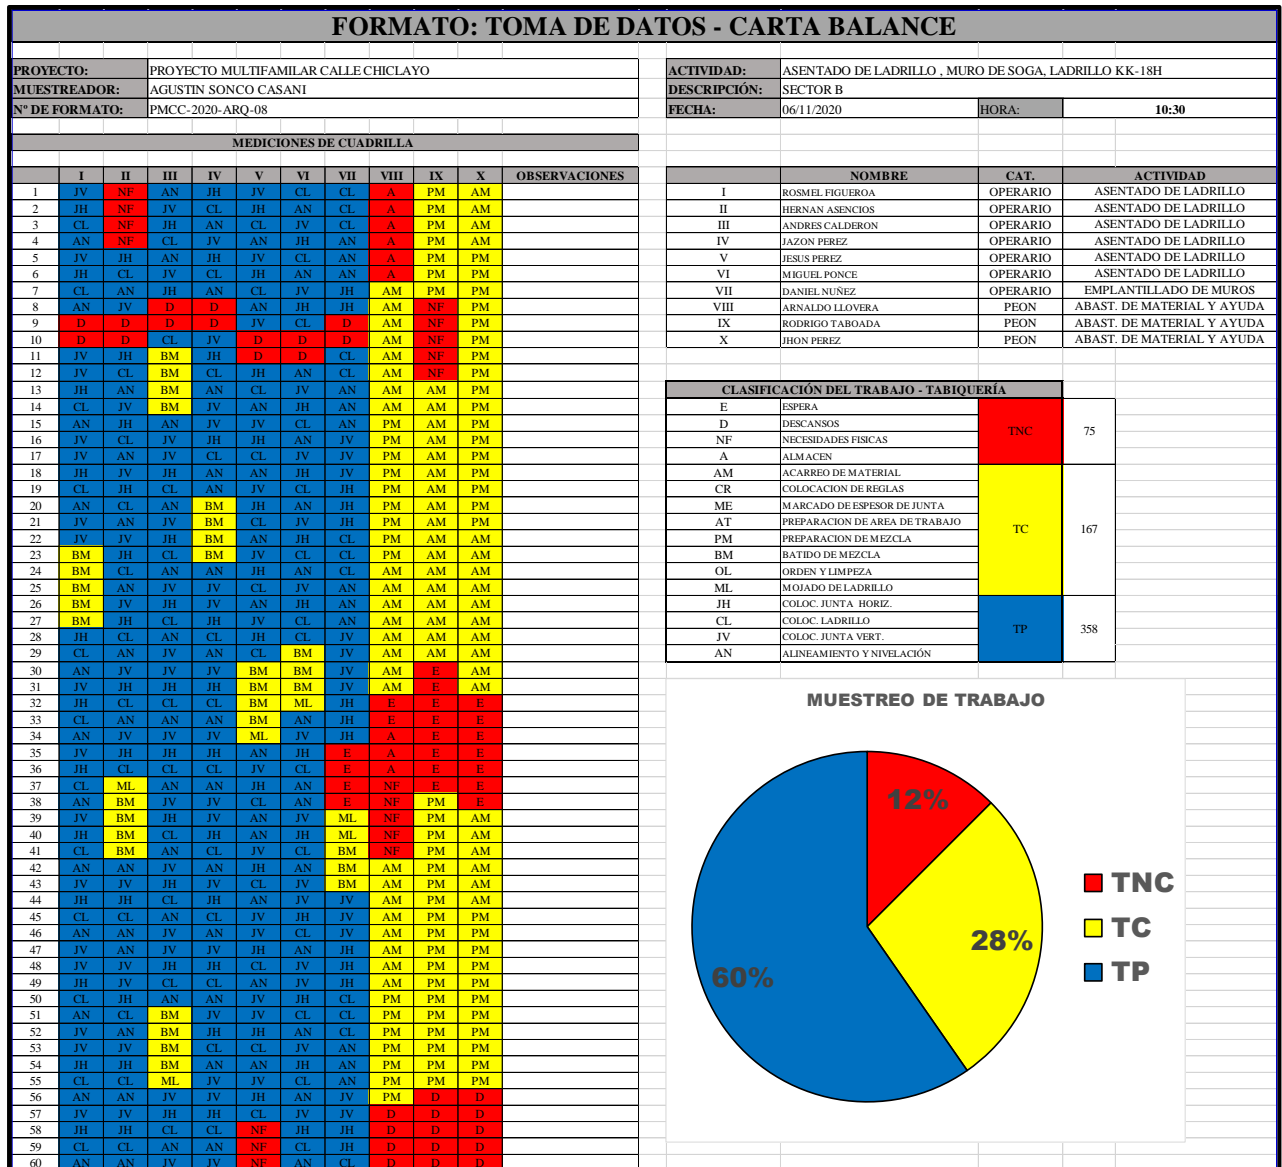 FORMATO: TOMA DE DATOS - CARTA BALANCE
PROYECTO: PROYECTO MULTIFAMILAR CALLE CHICLAYO
MUESTREADOR: AGUSTIN SONCO CASANI
Nº DE FORMATO: PMCC-2020-ARQ-08
ACTIVIDAD: ASENTADO DE LADRILLO , MURO DE SOGA, LADRILLO KK-18H
DESCRIPCIÓN: SECTOR B
FECHA: 06/11/2020 HORA: 10:30
MEDICIONES DE CUADRILLA
I II III IV V VI VII VIII IX X OBSERVACIONES
1 JV NF AN JH JV CL CL A PM AM
2 JH NF JV CL JH AN CL A PM AM
3 CL NF JH AN CL JV CL A PM AM
4 AN NF CL JV AN JH AN A PM AM
5 JV JH AN JH JV CL AN A PM PM
6 JH CL JV CL JH AN AN A PM PM
7 CL AN JH AN CL JV JH AM PM PM
8 AN JV D D AN JH JH AM NF PM
9 D D D D JV CL D AM NF PM
10 D D CL JV D D D AM NF PM
11 JV JH BM JH D D CL AM NF PM
12 JV CL BM CL JH AN CL AM NF PM
13 JH AN BM AN CL JV AN AM AM PM
14 CL JV BM JV AN JH AN AM AM PM
15 AN JH AN JV JV CL AN PM AM PM
16 JV CL JV JH JH AN JV PM AM PM
17 JV AN JV CL CL JV JV PM AM PM
18 JH JV JH AN AN JH JV PM AM PM
19 CL JH CL AN JV CL JH PM AM PM
20 AN CL AN BM JH AN JH PM AM AM
21 JV AN JV BM CL JV JH PM AM AM
22 JV JV JH BM AN JH CL PM AM AM
23 BM JH CL BM JV CL CL PM AM AM
24 BM CL AN AN JH AN CL AM AM AM
25 BM AN JV JV CL JV AN AM AM AM
26 BM JV JH JV AN JH AN AM AM AM
27 BM JH CL JH JV CL JV AM AM AM
28 JH CL AN CL JH CL JV AM AM AM
29 CL AN JV AN CL BM JV AM AM AM
30 AN JV JV JV BM BM JV AM E AM
31 JV JH JH JH BM BM JV AM E AM
32 JH CL CL CL BM ML JH E E E
33 CL AN AN AN BM AN JH E E E
34 AN JV JV JV ML JV JH A E E
35 JV JH JH JH AN JH E A E E
36 JH CL CL CL JV CL E A E E
37 CL ML AN AN JH AN E NF E E
38 AN BM JV JV CL AN E NF PM E
39 JV BM JH JV AN JV ML NF PM AM
40 JH BM CL JH AN JH ML NF PM AM
41 CL BM AN CL JV CL BM NF PM AM
42 AN AN JV AN JH AN BM AM PM AM
43 JV JV JH JV CL JV BM AM PM AM
44 JH JH CL JH AN JV JV AM PM AM
45 CL CL AN CL JV JH JV AM PM PM
46 AN AN JV AN JV CL JV AM PM PM
47 JV AN JV JV JH AN JH AM PM PM
48 JV JV JH JH CL JV JH AM PM PM
49 JH JV CL CL AN JV JH AM PM PM
50 CL JH AN AN JV JH CL PM PM PM
51 AN CL BM JV JV CL CL PM PM PM
52 JV AN BM JH JH AN CL PM PM PM
53 JV JV BM CL CL JV AN PM PM PM
54 JH JH BM AN AN JH AN PM PM PM
55 CL CL ML JV JV CL AN PM PM PM
56 AN AN JV JV JH AN JV PM D D
57 JV JV JH JH CL JV JV D D D
58 JH JH CL CL NF JH JH D D D
59 CL CL AN AN NF CL JH D D D
60 AN AN JV JV NF AN CL D D D
NOMBRE CAT. ACTIVIDAD
I ROSMEL FIGUEROA OPERARIO ASENTADO DE LADRILLO
II HERNAN ASENCIOS OPERARIO ASENTADO DE LADRILLO
III ANDRES CALDERON OPERARIO ASENTADO DE LADRILLO
IV JAZON PEREZ OPERARIO ASENTADO DE LADRILLO
V JESUS PEREZ OPERARIO ASENTADO DE LADRILLO
VI MIGUEL PONCE OPERARIO ASENTADO DE LADRILLO
VII DANIEL NUÑEZ OPERARIO EMPLANTILLADO DE MUROS
VIII ARNALDO LLOVERA PEON ABAST. DE MATERIAL Y AYUDA
IX RODRIGO TABOADA PEON ABAST. DE MATERIAL Y AYUDA
X JHON PEREZ PEON ABAST. DE MATERIAL Y AYUDA
CLASIFICACIÓN DEL TRABAJO - TABIQUERÍA
E ESPERA
D DESCANSOS
NF NECESIDADES FISICAS
A ALMACEN
TNC 75
AM ACARREO DE MATERIAL
CR COLOCACION DE REGLAS
ME MARCADO DE ESPESOR DE JUNTA
AT PREPARACION DE AREA DE TRABAJO
PM PREPARACION DE MEZCLA
BM BATIDO DE MEZCLA
OL ORDEN Y LIMPEZA
ML MOJADO DE LADRILLO
TC 167
JH COLOC. JUNTA HORIZ.
CL COLOC. LADRILLO
JV COLOC. JUNTA VERT.
AN ALINEAMIENTO Y NIVELACIÓN
TP 358
MUESTREO DE TRABAJO
12%
28%
60%
TNC
TC
TP